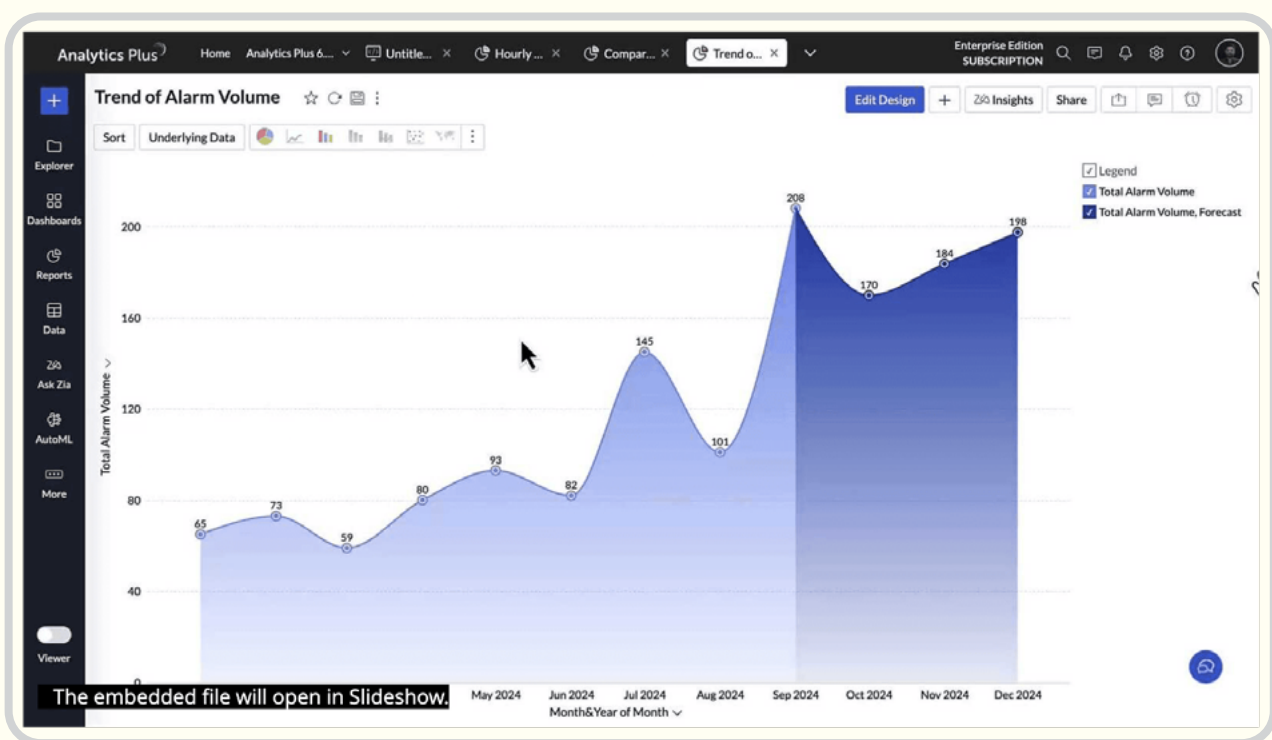 Analytics Plus
Home
Analytics Plus 6....
Untitle...
Hourly ...
Compar...
Trend o...
Enterprise Edition
SUBSCRIPTION
Trend of Alarm Volume
Edit Design
Insights
Share
Sort
Underlying Data
Explorer
Dashboards
Reports
Data
Ask Zia
AutoML
More
Viewer
Legend
Total Alarm Volume
Total Alarm Volume, Forecast
Total Alarm Volume
200
160
120
80
40
0
65
73
59
80
93
82
145
101
208
170
184
198
The embedded file will open in Slideshow.
May 2024
Jun 2024
Jul 2024
Aug 2024
Sep 2024
Oct 2024
Nov 2024
Dec 2024
Month&Year of Month